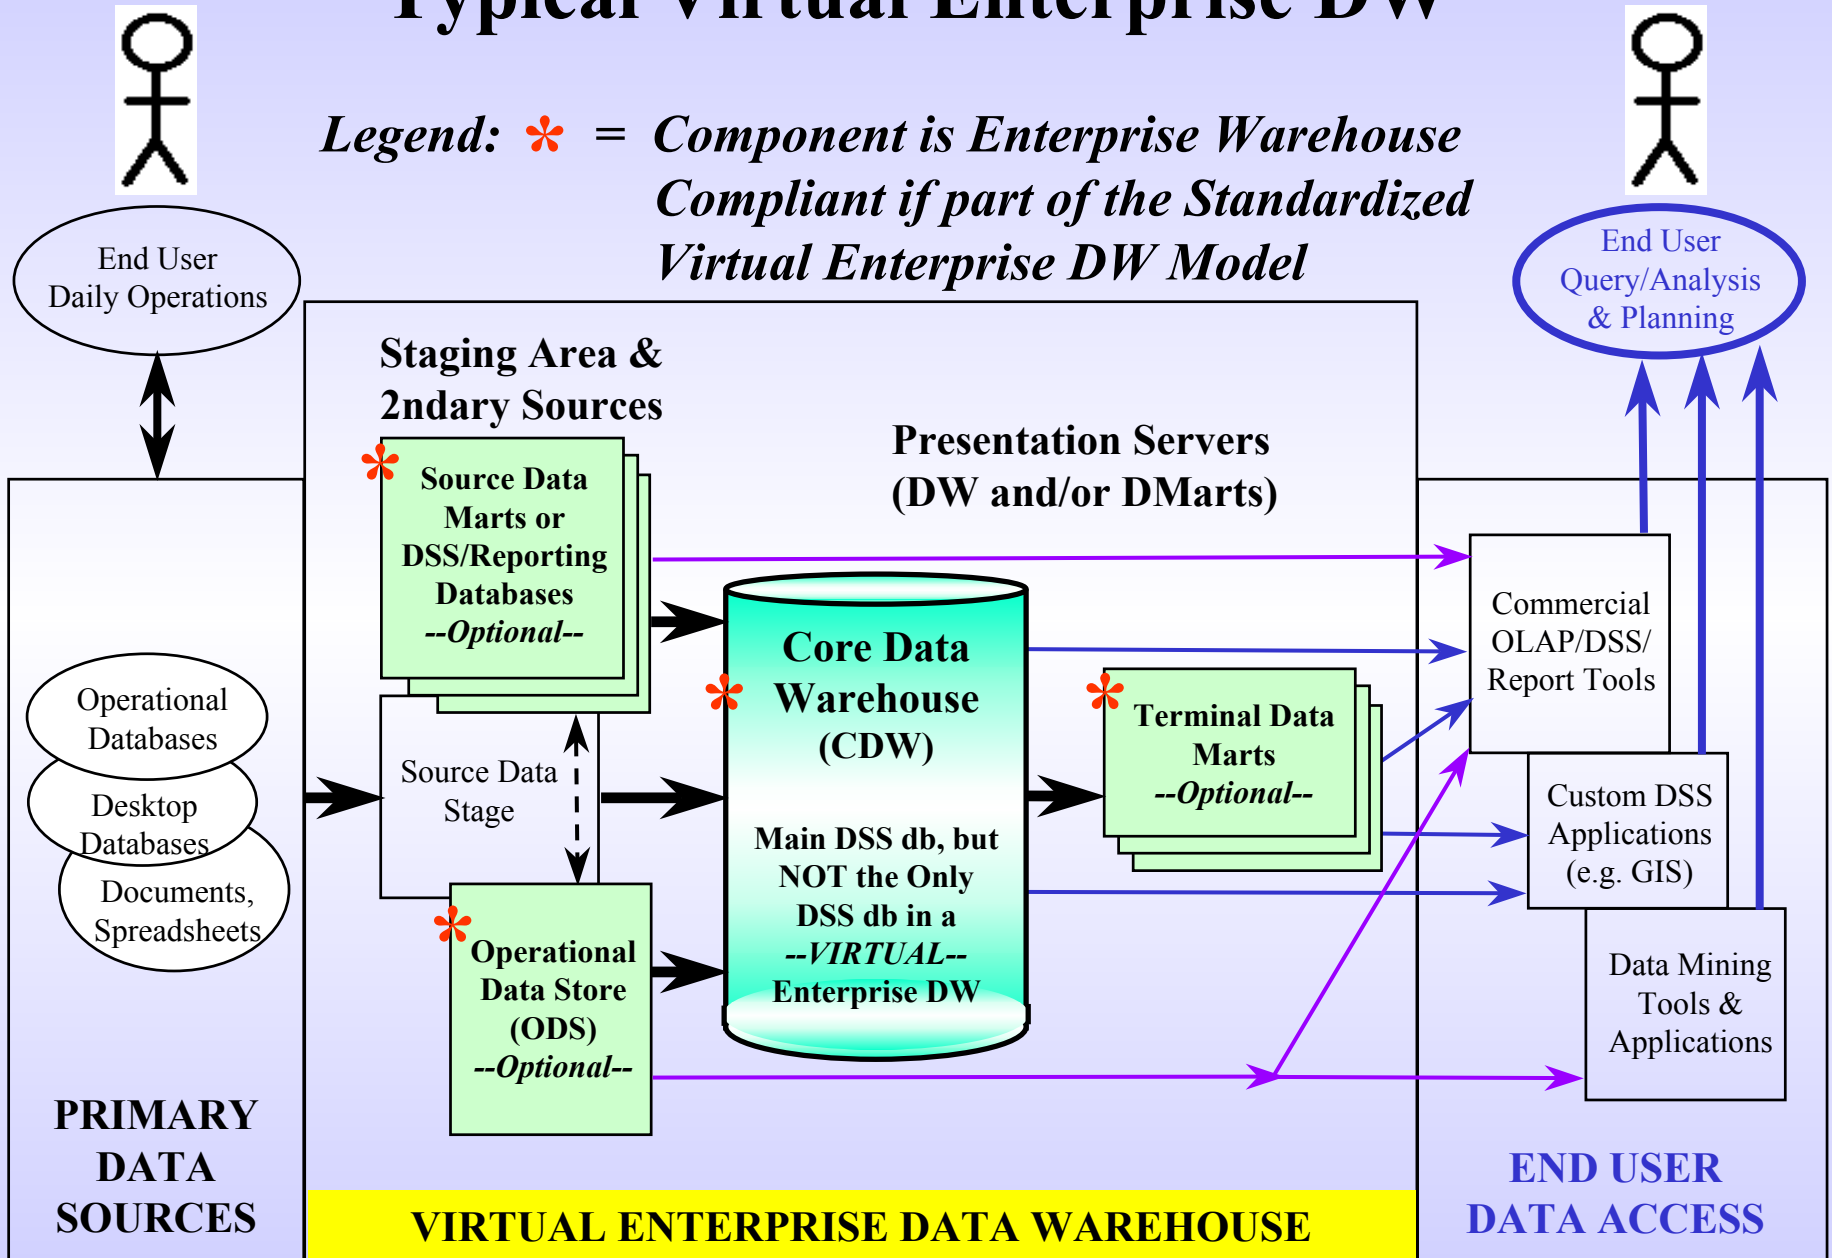 Typical Virtual Enterprise DW
Legend: * = Component is Enterprise Warehouse
Compliant if part of the Standardized
Virtual Enterprise DW Model
End User
Daily Operations
End User
Query/Analysis
& Planning
Staging Area &
2ndary Sources
Presentation Servers
(DW and/or DMarts)
*
Source Data
Marts or
DSS/Reporting
Databases
--Optional--
Operational
Databases
Desktop
Databases
Documents,
Spreadsheets
Source Data
Stage
*
Operational
Data Store
(ODS)
--Optional--
*
Core Data
Warehouse
(CDW)
Main DSS db, but
NOT the Only
DSS db in a
--VIRTUAL--
Enterprise DW
*
Terminal Data
Marts
--Optional--
Commercial
OLAP/DSS/
Report Tools
Custom DSS
Applications
(e.g. GIS)
Data Mining
Tools &
Applications
PRIMARY
DATA
SOURCES
VIRTUAL ENTERPRISE DATA WAREHOUSE
END USER
DATA ACCESS